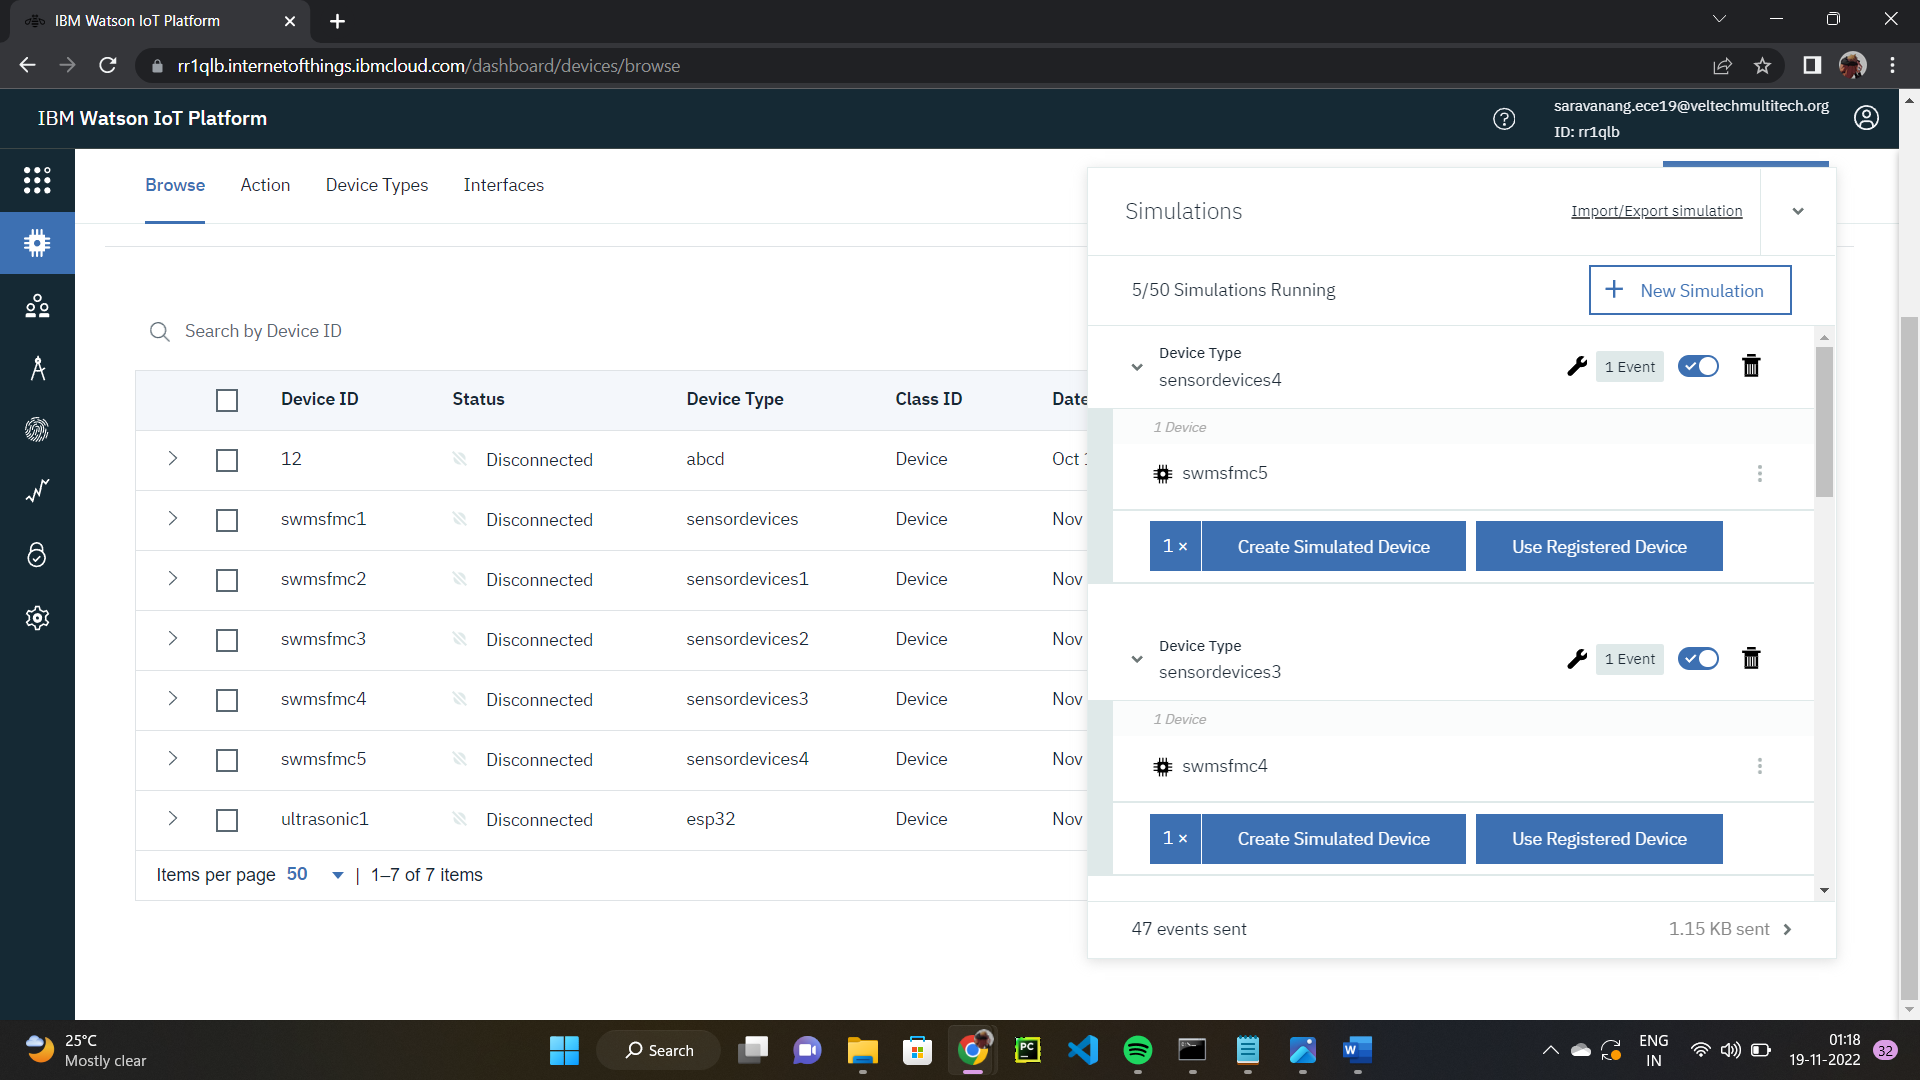 IBM Watson IoT Platform
rr1qlb.internetofthings.ibmcloud.com/dashboard/devices/browse
IBM Watson IoT Platform
saravanang.ece19@veltechmultitech.org
ID: rr1qlb
Browse Action Device Types Interfaces
Search by Device ID
Device ID Status Device Type Class ID Date
12 Disconnected abcd Device Oct 1
swmsfmc1 Disconnected sensordevices Device Nov
swmsfmc2 Disconnected sensordevices1 Device Nov
swmsfmc3 Disconnected sensordevices2 Device Nov
swmsfmc4 Disconnected sensordevices3 Device Nov
swmsfmc5 Disconnected sensordevices4 Device Nov
ultrasonic1 Disconnected esp32 Device Nov
Items per page 50 | 1–7 of 7 items
Simulations Import/Export simulation
5/50 Simulations Running + New Simulation
Device Type
sensordevices4
1 Event
1 Device
swmsfmc5
1 × Create Simulated Device Use Registered Device
Device Type
sensordevices3
1 Event
1 Device
swmsfmc4
1 × Create Simulated Device Use Registered Device
47 events sent 1.15 KB sent
25°C
Mostly clear
Search
PC
W
ENG
IN
01:18
19-11-2022
32